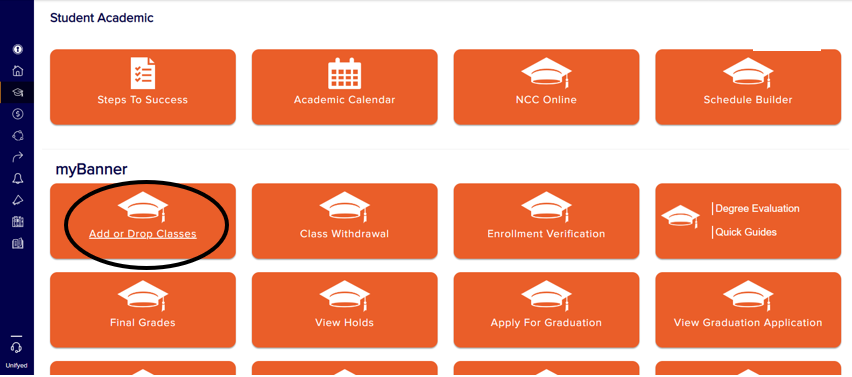 Student Academic
Steps To Success
Academic Calendar
NCC Online
Schedule Builder
myBanner
Add or Drop Classes
Class Withdrawal
Enrollment Verification
Degree Evaluation
Quick Guides
Final Grades
View Holds
Apply For Graduation
View Graduation Application
Unifyed